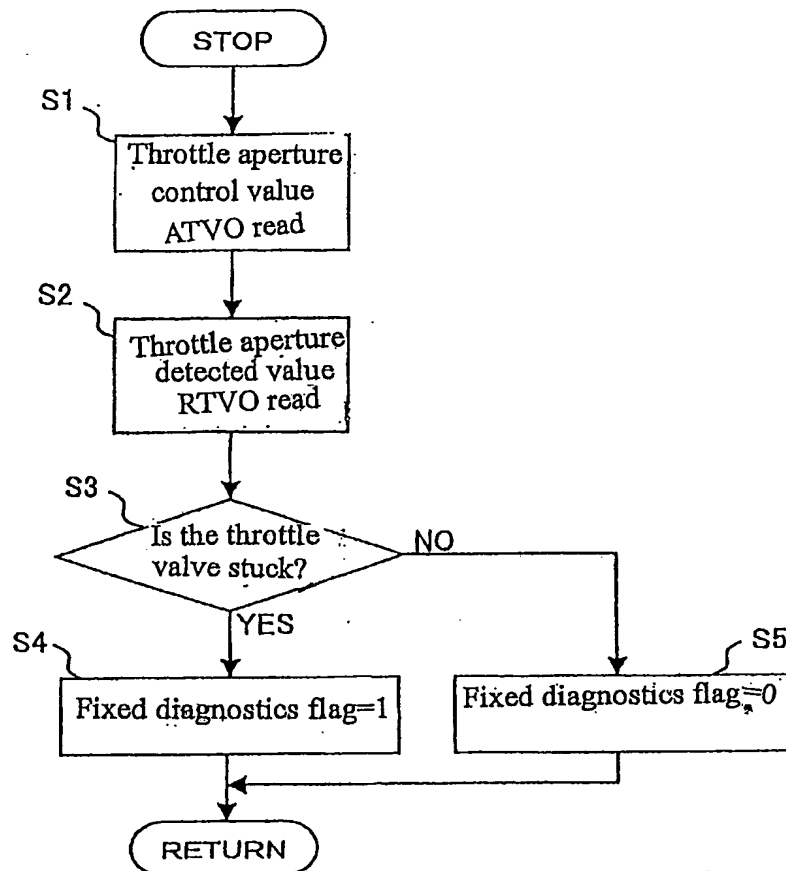 STOP
S1
Throttle aperture
control value
ATVO read
S2
Throttle aperture
detected value
RTVO read
S3
Is the throttle
valve stuck?
NO
YES
S4
Fixed diagnostics flag=1
S5
Fixed diagnostics flag=0
RETURN